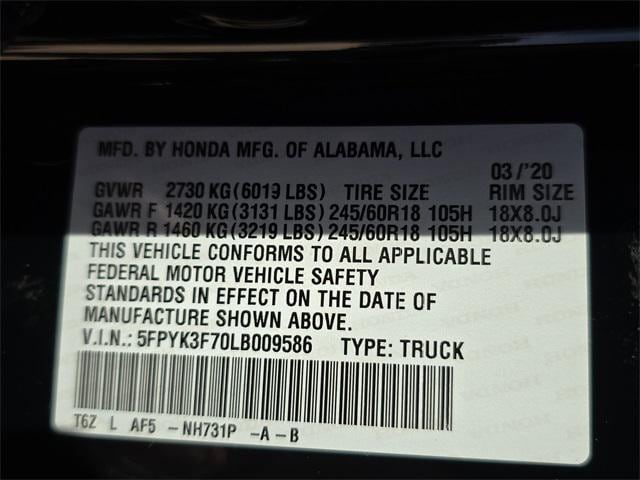 MFD. BY HONDA MFG. OF ALABAMA, LLC
03/'20
GVWR 2730 KG(6019 LBS) TIRE SIZE RIM SIZE
GAWR F 1420 KG(3131 LBS) 245/60R18 105H 18X8.0J
GAWR R 1460 KG(3219 LBS) 245/60R18 105H 18X8.0J
THIS VEHICLE CONFORMS TO ALL APPLICABLE
FEDERAL MOTOR VEHICLE SAFETY
STANDARDS IN EFFECT ON THE DATE OF
MANUFACTURE SHOWN ABOVE.
V.I.N.: 5FPYK3F70LB009586 TYPE: TRUCK
T6Z L AF5 -NH731P -A-B